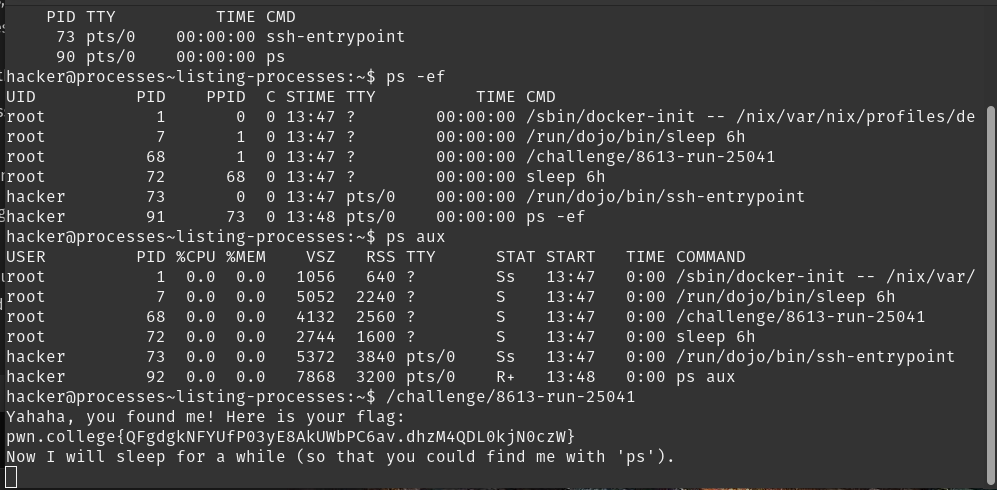 PID TTY TIME CMD
73 pts/0 00:00:00 ssh-entrypoint
90 pts/0 00:00:00 ps
hacker@processes~listing-processes:~$ ps -ef
UID PID PPID C STIME TTY TIME CMD
root 1 0 0 13:47 ? 00:00:00 /sbin/docker-init -- /nix/var/nix/profiles/de
root 7 1 0 13:47 ? 00:00:00 /run/dojo/bin/sleep 6h
root 68 1 0 13:47 ? 00:00:00 /challenge/8613-run-25041
root 72 68 0 13:47 ? 00:00:00 sleep 6h
hacker 73 0 0 13:47 pts/0 00:00:00 /run/dojo/bin/ssh-entrypoint
hacker 91 73 0 13:48 pts/0 00:00:00 ps -ef
hacker@processes~listing-processes:~$ ps aux
USER PID %CPU %MEM VSZ RSS TTY STAT START TIME COMMAND
root 1 0.0 0.0 1056 640 ? Ss 13:47 0:00 /sbin/docker-init -- /nix/var/
root 7 0.0 0.0 5052 2240 ? S 13:47 0:00 /run/dojo/bin/sleep 6h
root 68 0.0 0.0 4132 2560 ? S 13:47 0:00 /challenge/8613-run-25041
root 72 0.0 0.0 2744 1600 ? S 13:47 0:00 sleep 6h
hacker 73 0.0 0.0 5372 3840 pts/0 Ss 13:47 0:00 /run/dojo/bin/ssh-entrypoint
hacker 92 0.0 0.0 7868 3200 pts/0 R+ 13:48 0:00 ps aux
hacker@processes~listing-processes:~$ /challenge/8613-run-25041
Yahaha, you found me! Here is your flag:
pwn.college{QFgdgkNFYUfP03yE8AkUWbPC6av.dhzM4QDL0kjN0czW}
Now I will sleep for a while (so that you could find me with 'ps').